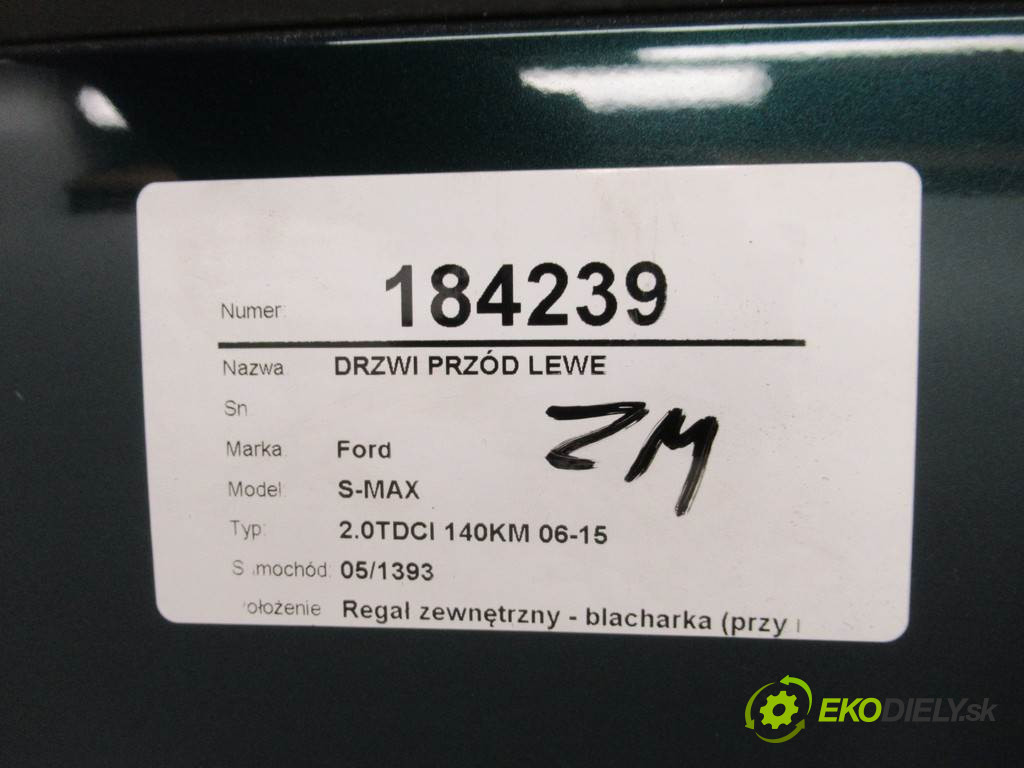 Numer: 184239
Nazwa DRZWI PRZÓD LEWE
Sn
ZM
Marka Ford
Model S-MAX
Typ: 2.0TDCI 140KM 06-15
Samochód: 05/1393
ołożenie Regał zewnętrzny - blacharka (przy
EKODIELY.sk